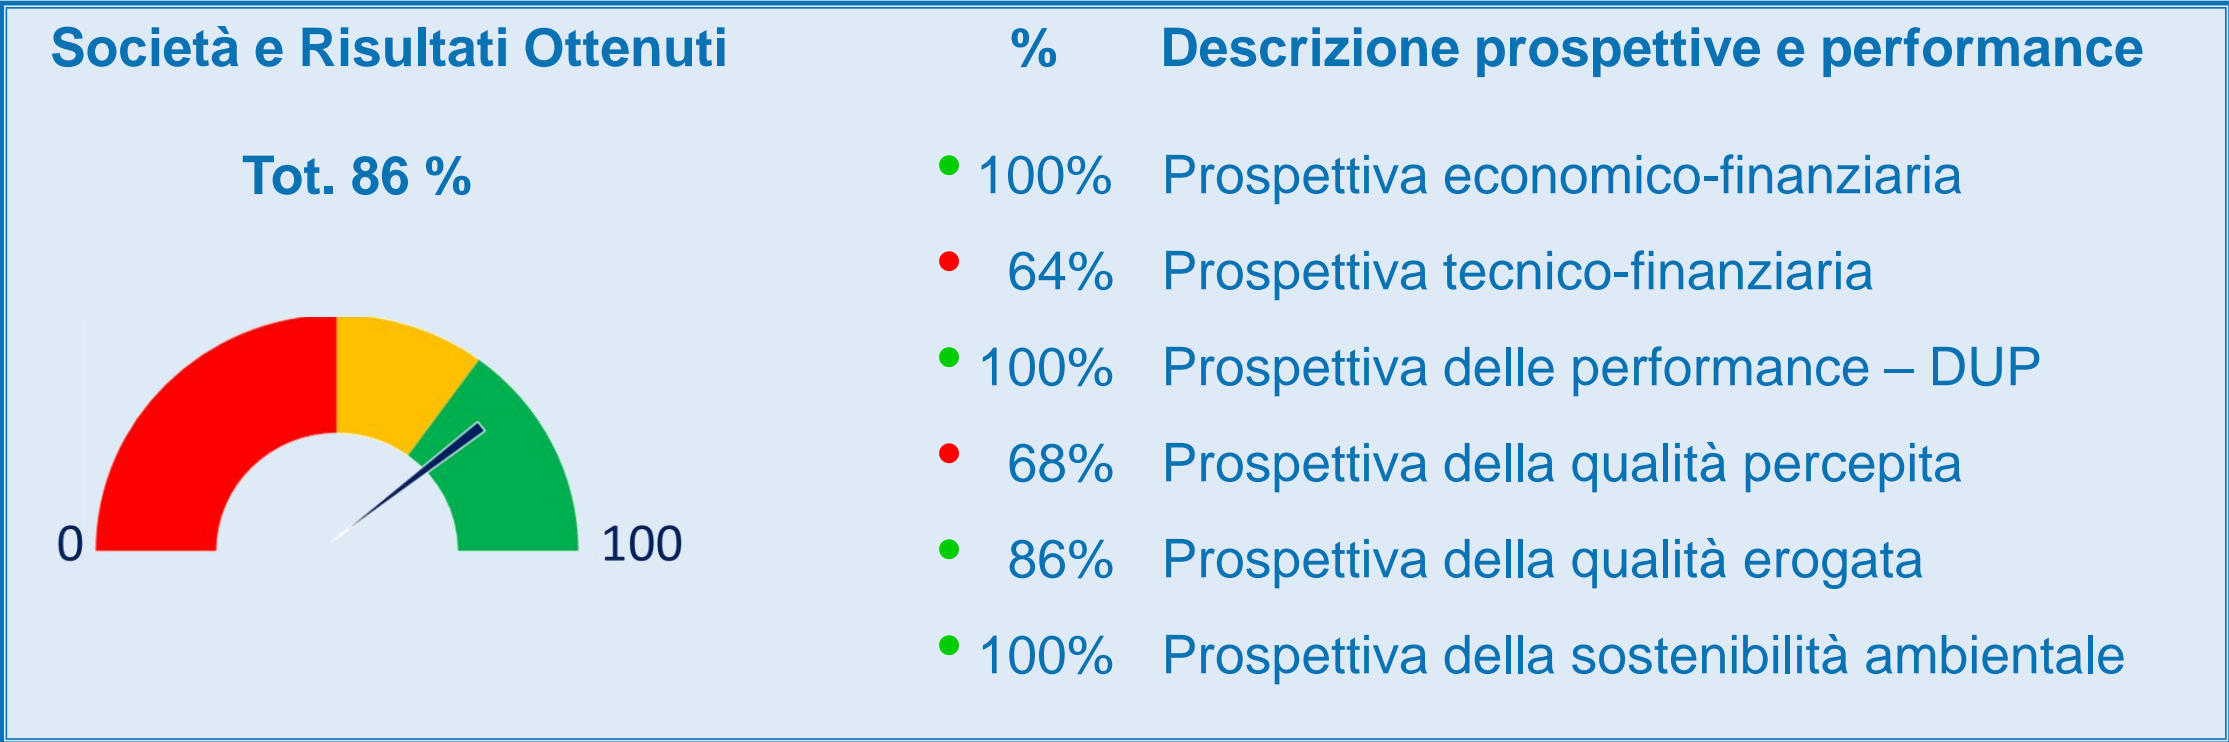 Società e Risultati Ottenuti % Descrizione prospettive e performance
Tot. 86 %
• 100% Prospettiva economico-finanziaria
• 64% Prospettiva tecnico-finanziaria
• 100% Prospettiva delle performance – DUP
• 68% Prospettiva della qualità percepita
• 86% Prospettiva della qualità erogata
• 100% Prospettiva della sostenibilità ambientale
0 100